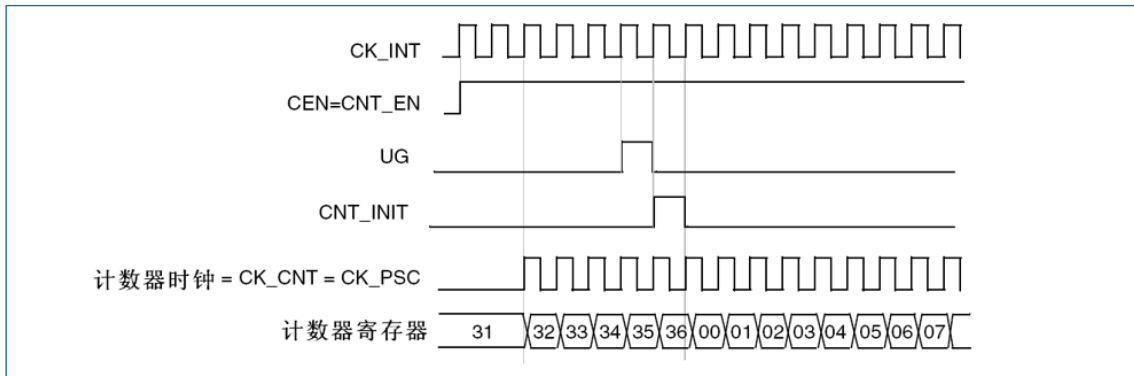 CK_INT
CEN=CNT_EN
UG
CNT_INIT
计数器时钟 = CK_CNT = CK_PSC
计数器寄存器 31 32 33 34 35 36 00 01 02 03 04 05 06 07